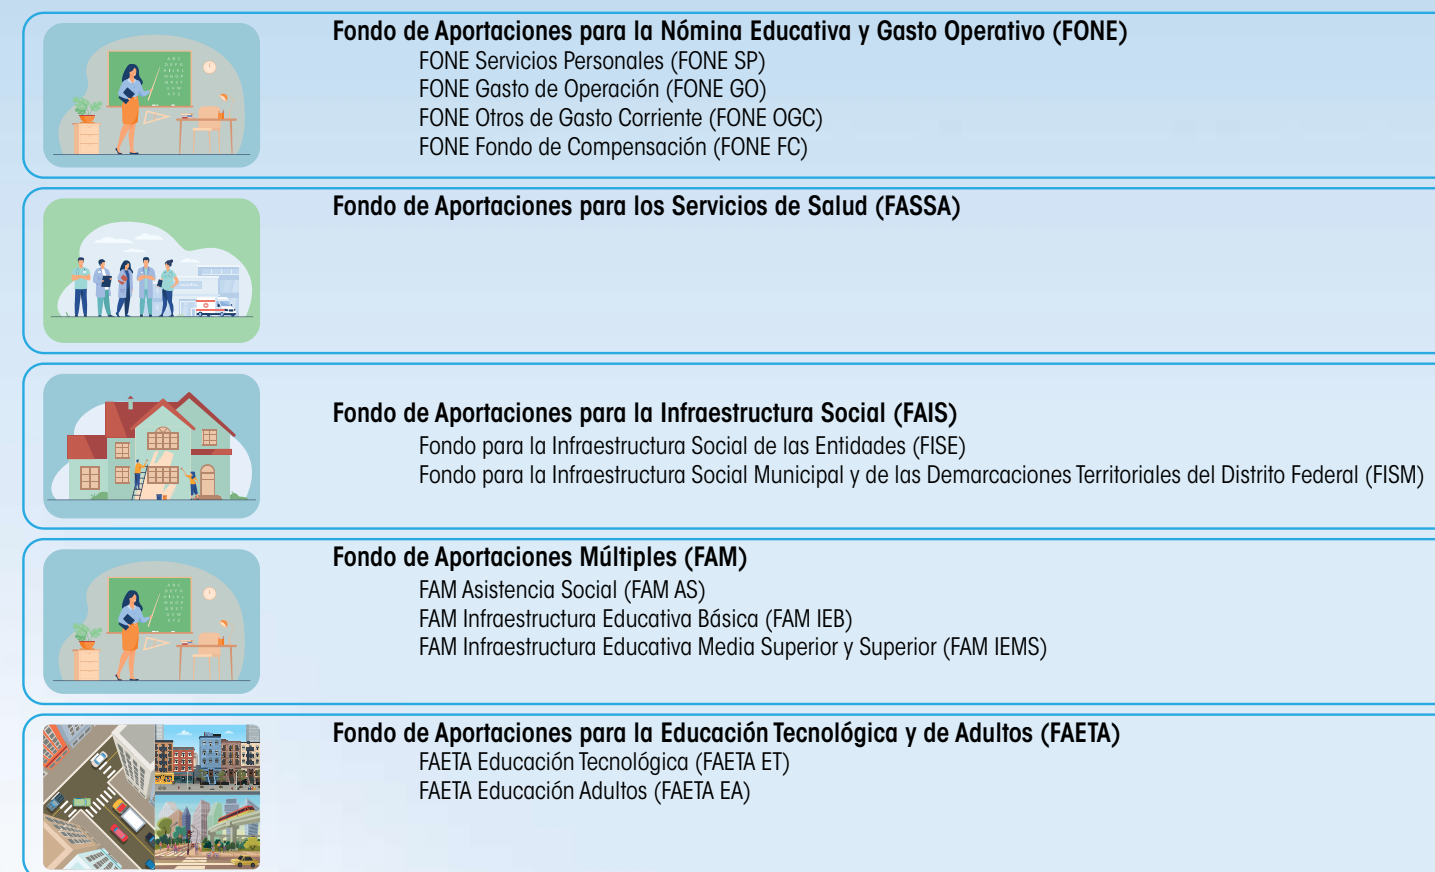 Fondo de Aportaciones para la Nómina Educativa y Gasto Operativo (FONE)
FONE Servicios Personales (FONE SP)
FONE Gasto de Operación (FONE GO)
FONE Otros de Gasto Corriente (FONE OGC)
FONE Fondo de Compensación (FONE FC)
Fondo de Aportaciones para los Servicios de Salud (FASSA)
Fondo de Aportaciones para la Infraestructura Social (FAIS)
Fondo para la Infraestructura Social de las Entidades (FISE)
Fondo para la Infraestructura Social Municipal y de las Demarcaciones Territoriales del Distrito Federal (FISM)
Fondo de Aportaciones Múltiples (FAM)
FAM Asistencia Social (FAM AS)
FAM Infraestructura Educativa Básica (FAM IEB)
FAM Infraestructura Educativa Media Superior y Superior (FAM IEMS)
Fondo de Aportaciones para la Educación Tecnológica y de Adultos (FAETA)
FAETA Educación Tecnológica (FAETA ET)
FAETA Educación Adultos (FAETA EA)